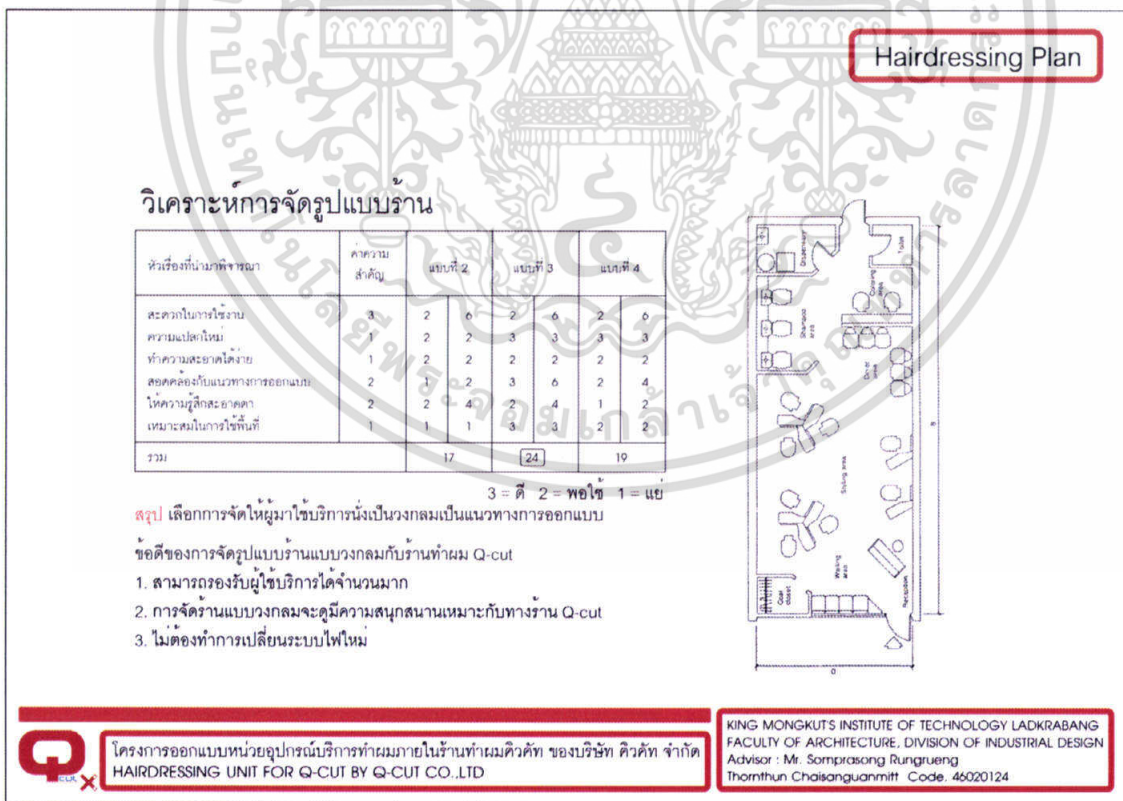 Hairdressing Plan
วิเคราะห์การจัดรูปแบบร้าน
หัวเรื่องที่นำมาพิจารณา ค่าความสำคัญ แบบที่ 2 แบบที่ 3 แบบที่ 4
สะดวกในการใช้งาน 3 2 6 2 6 2 6
ความแปลกใหม่ 1 2 2 3 3 3 3
ทำความสะอาดได้ง่าย 1 2 2 2 2 2 2
สอดคล้องกับแนวทางการออกแบบ 2 1 2 3 6 2 4
ให้ความรู้สึกสะอาดตา 2 2 4 2 4 1 2
เหมาะสมในการใช้พื้นที่ 1 1 1 3 3 2 2
รวม 17 24 19
3 = ดี 2 = พอใช้ 1 = แย่
สรุป เลือกการจัดให้ผู้มาใช้บริการนั่งเป็นวงกลมเป็นแนวทางการออกแบบ
ข้อดีของการจัดรูปแบบร้านแบบวงกลมกับร้านทำผม Q-cut
1. สามารถรองรับผู้ใช้บริการได้จำนวนมาก
2. การจัดร้านแบบวงกลมจะดูมีความสนุกสนานเหมาะกับทางร้าน Q-cut
3. ไม่ต้องทำการเปลี่ยนระบบไฟใหม่
Dispensary
Toilet
Shampoo area
Coloring area
Dryer area
Styling area
Waiting area
Coat closet
Reception
Q
โครงการออกแบบหน่วยอุปกรณ์บริการทำผมภายในร้านทำผมคิวคัท ของบริษัท คิวคัท จำกัด
HAIRDRESSING UNIT FOR Q-CUT BY Q-CUT CO.,LTD
KING MONGKUT'S INSTITUTE OF TECHNOLOGY LADKRABANG
FACULTY OF ARCHITECTURE, DIVISION OF INDUSTRIAL DESIGN
Advisor : Mr. Somprasong Rungrueng
Thornthun Chaisanguanmitt Code. 46020124